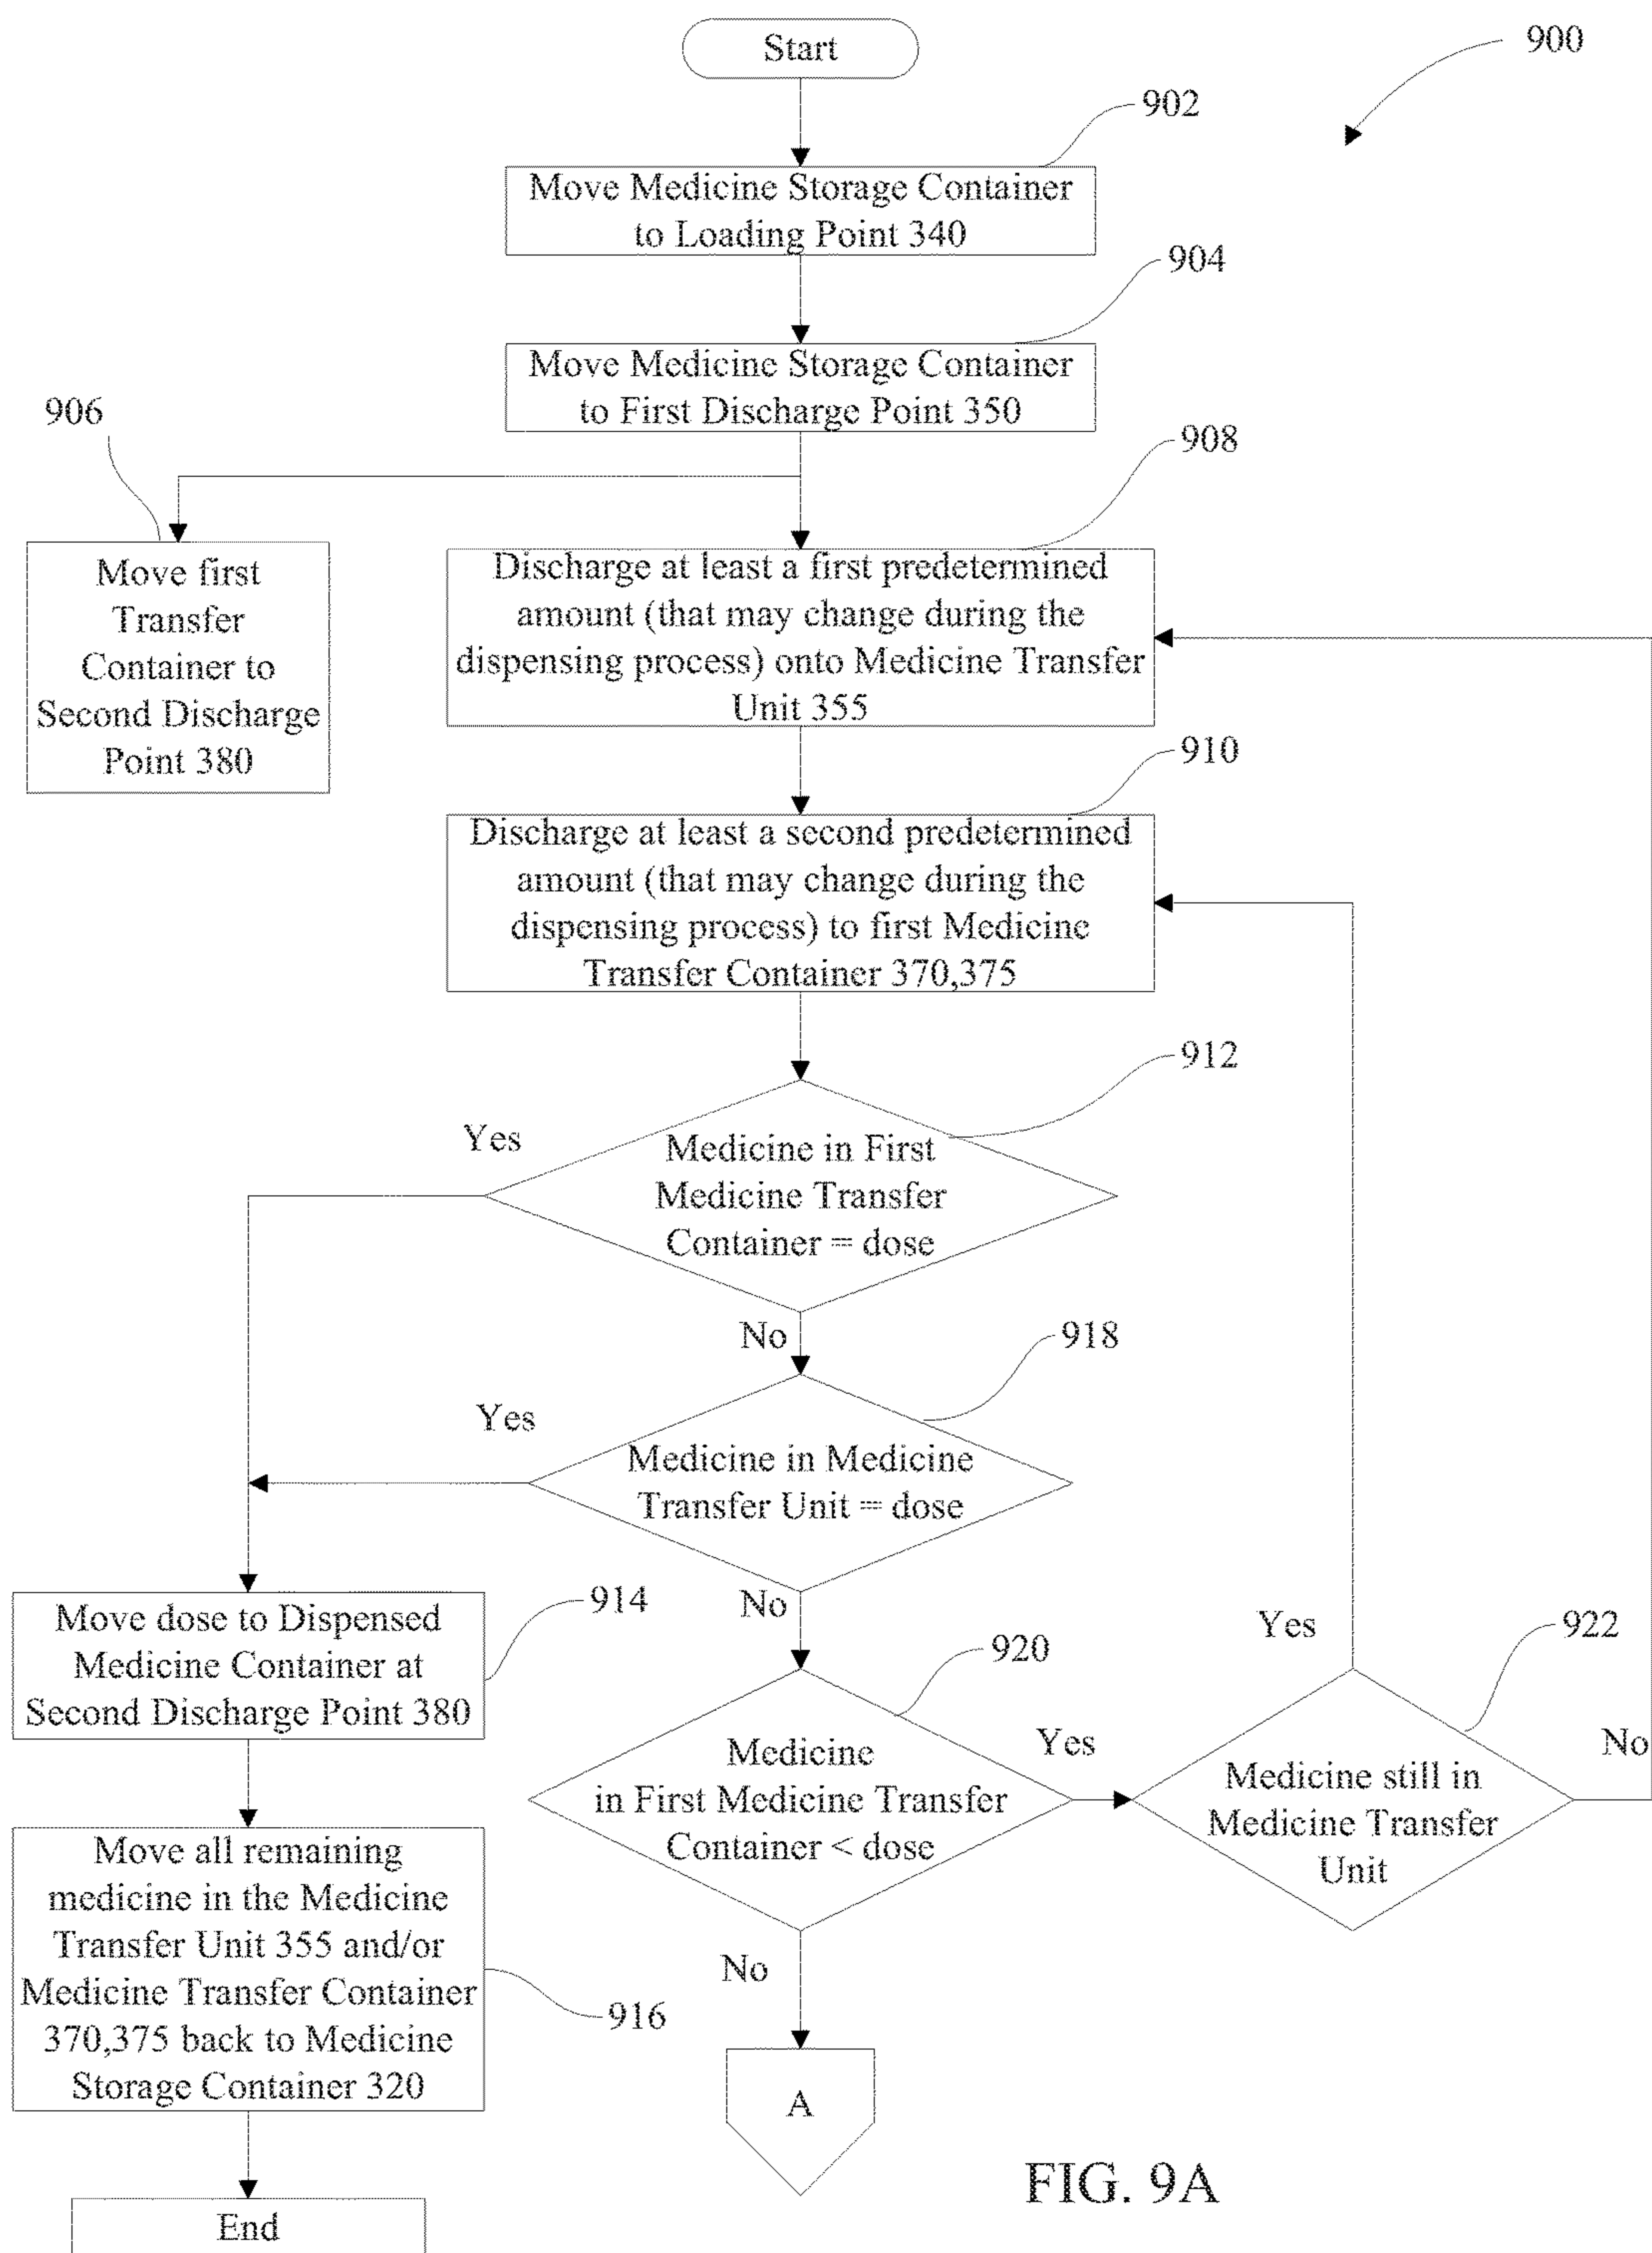 Start
900
902
Move Medicine Storage Container
to Loading Point 340
904
Move Medicine Storage Container
to First Discharge Point 350
906
908
Move first
Transfer
Container to
Second Discharge
Point 380
Discharge at least a first predetermined
amount (that may change during the
dispensing process) onto Medicine Transfer
Unit 355
910
Discharge at least a second predetermined
amount (that may change during the
dispensing process) to first Medicine
Transfer Container 370,375
912
Yes
Medicine in First
Medicine Transfer
Container = dose
No
918
Yes
Medicine in Medicine
Transfer Unit = dose
No
914
Move dose to Dispensed
Medicine Container at
Second Discharge Point 380
920
Medicine
in First Medicine Transfer
Container < dose
Yes
No
Yes
922
No
Medicine still in
Medicine Transfer
Unit
Move all remaining
medicine in the Medicine
Transfer Unit 355 and/or
Medicine Transfer Container
370,375 back to Medicine
Storage Container 320
916
A
End
FIG. 9A